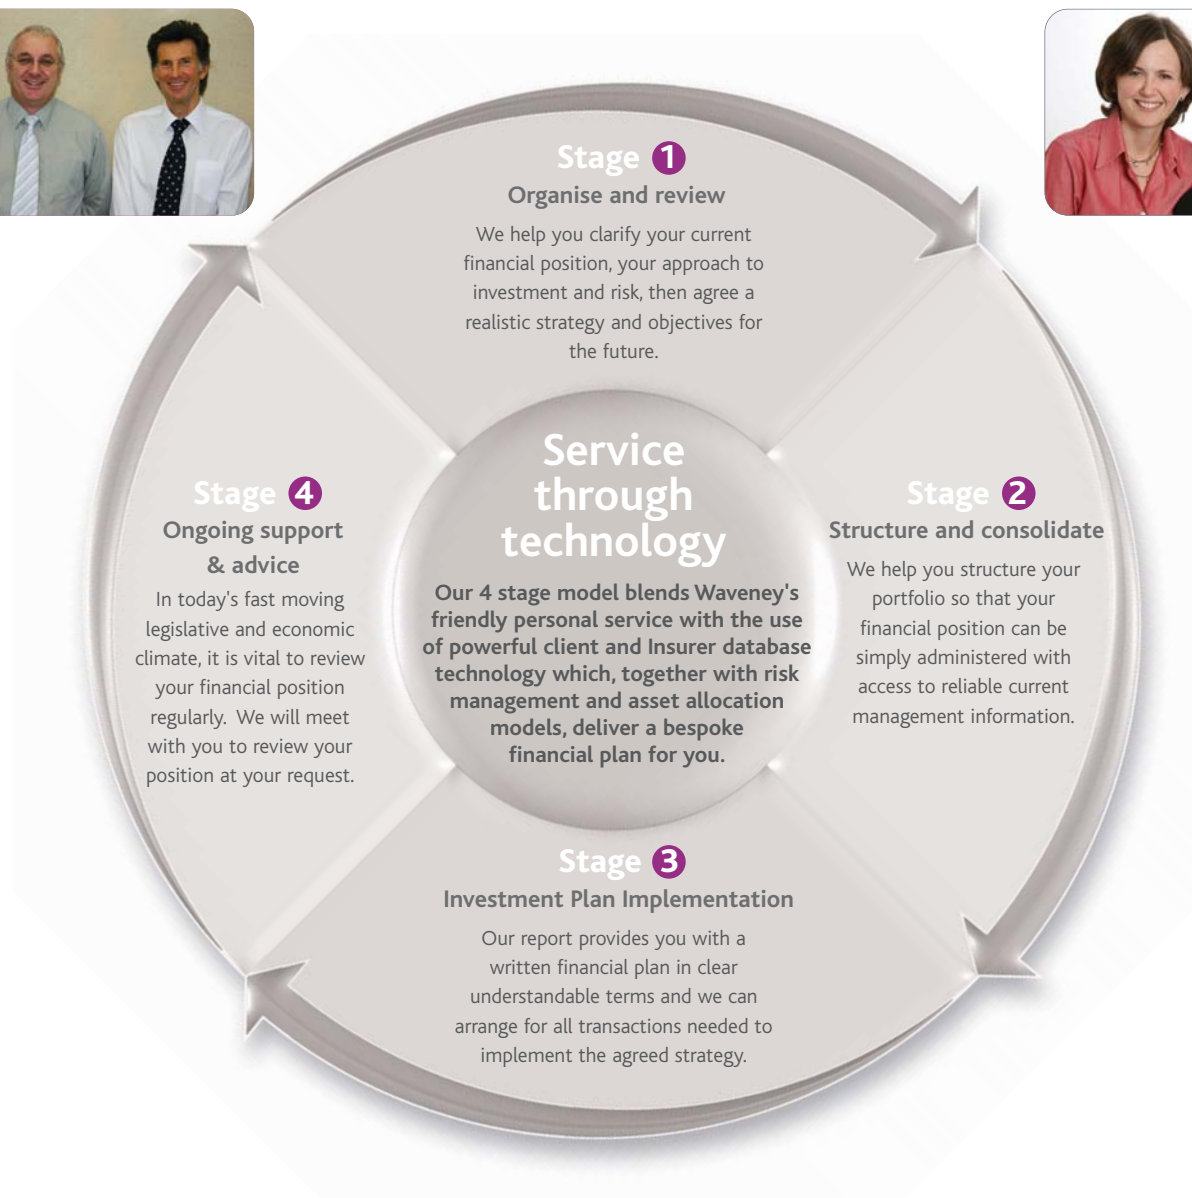 Stage 1
Organise and review
We help you clarify your current
financial position, your approach to
investment and risk, then agree a
realistic strategy and objectives for
the future.
Service
through
technology
Our 4 stage model blends Waveney's
friendly personal service with the use
of powerful client and Insurer database
technology which, together with risk
management and asset allocation
models, deliver a bespoke
financial plan for you.
Stage 2
Structure and consolidate
We help you structure your
portfolio so that your
financial position can be
simply administered with
access to reliable current
management information.
Stage 3
Investment Plan Implementation
Our report provides you with a
written financial plan in clear
understandable terms and we can
arrange for all transactions needed to
implement the agreed strategy.
Stage 4
Ongoing support
& advice
In today's fast moving
legislative and economic
climate, it is vital to review
your financial position
regularly. We will meet
with you to review your
position at your request.